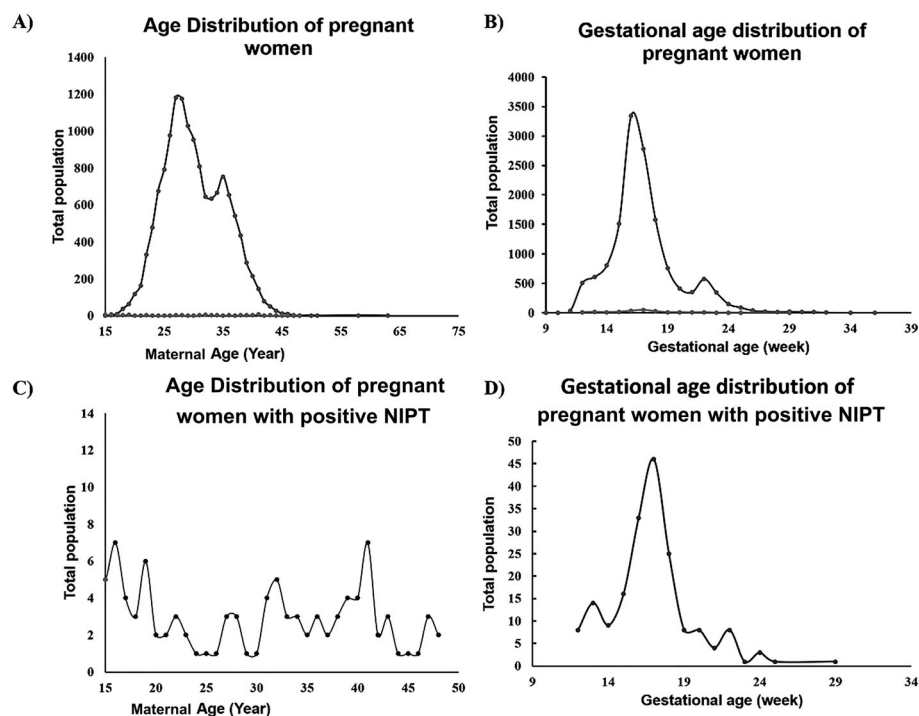 A)
Age Distribution of pregnant
women
1400
1200
1000
800
600
400
200
0
Total population
15 25 35 45 55 65 75
Maternal Age (Year)
B)
Gestational age distribution of
pregnant women
4000
3500
3000
2500
2000
1500
1000
500
0
Total population
9 14 19 24 29 34 39
Gestational age (week)
C)
Age Distribution of pregnant
women with positive NIPT
14
12
10
8
6
4
2
0
Total population
15 20 25 30 35 40 45 50
Maternal Age (Year)
D)
Gestational age distribution of
pregnant women with positive NIPT
50
45
40
35
30
25
20
15
10
5
0
Total population
9 14 19 24 29 34
Gestational age (week)